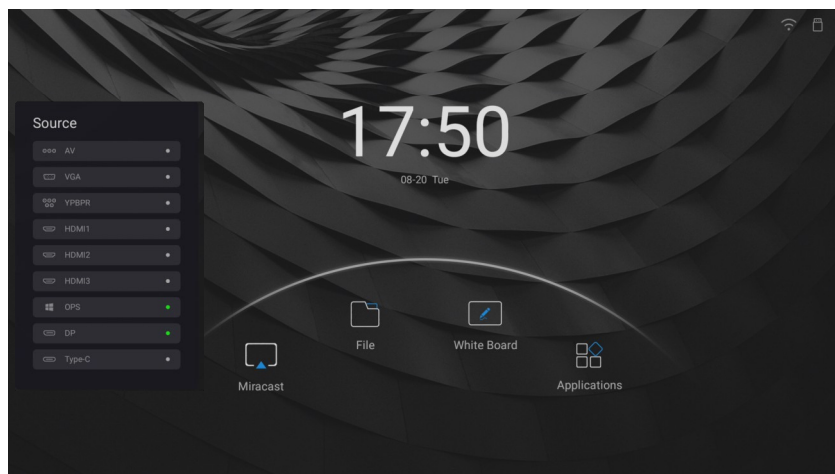 17:50
08-20 Tue
Source
AV
VGA
YPBPR
HDMI1
HDMI2
HDMI3
OPS
DP
Type-C
File
White Board
Miracast
Applications